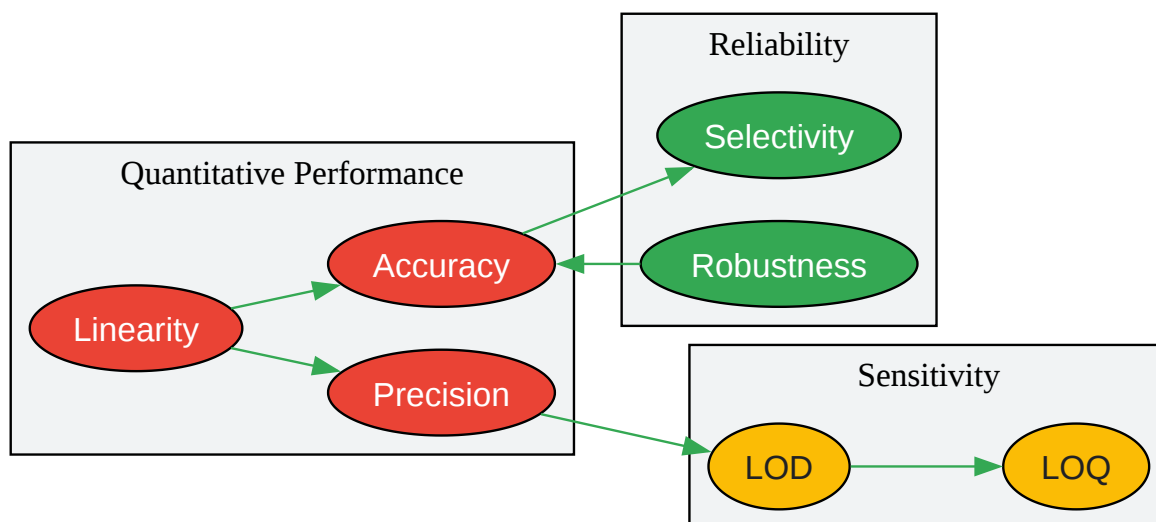 Reliability
Selectivity
Robustness
Quantitative Performance
Accuracy
Linearity
Precision
Sensitivity
LOD
LOQ